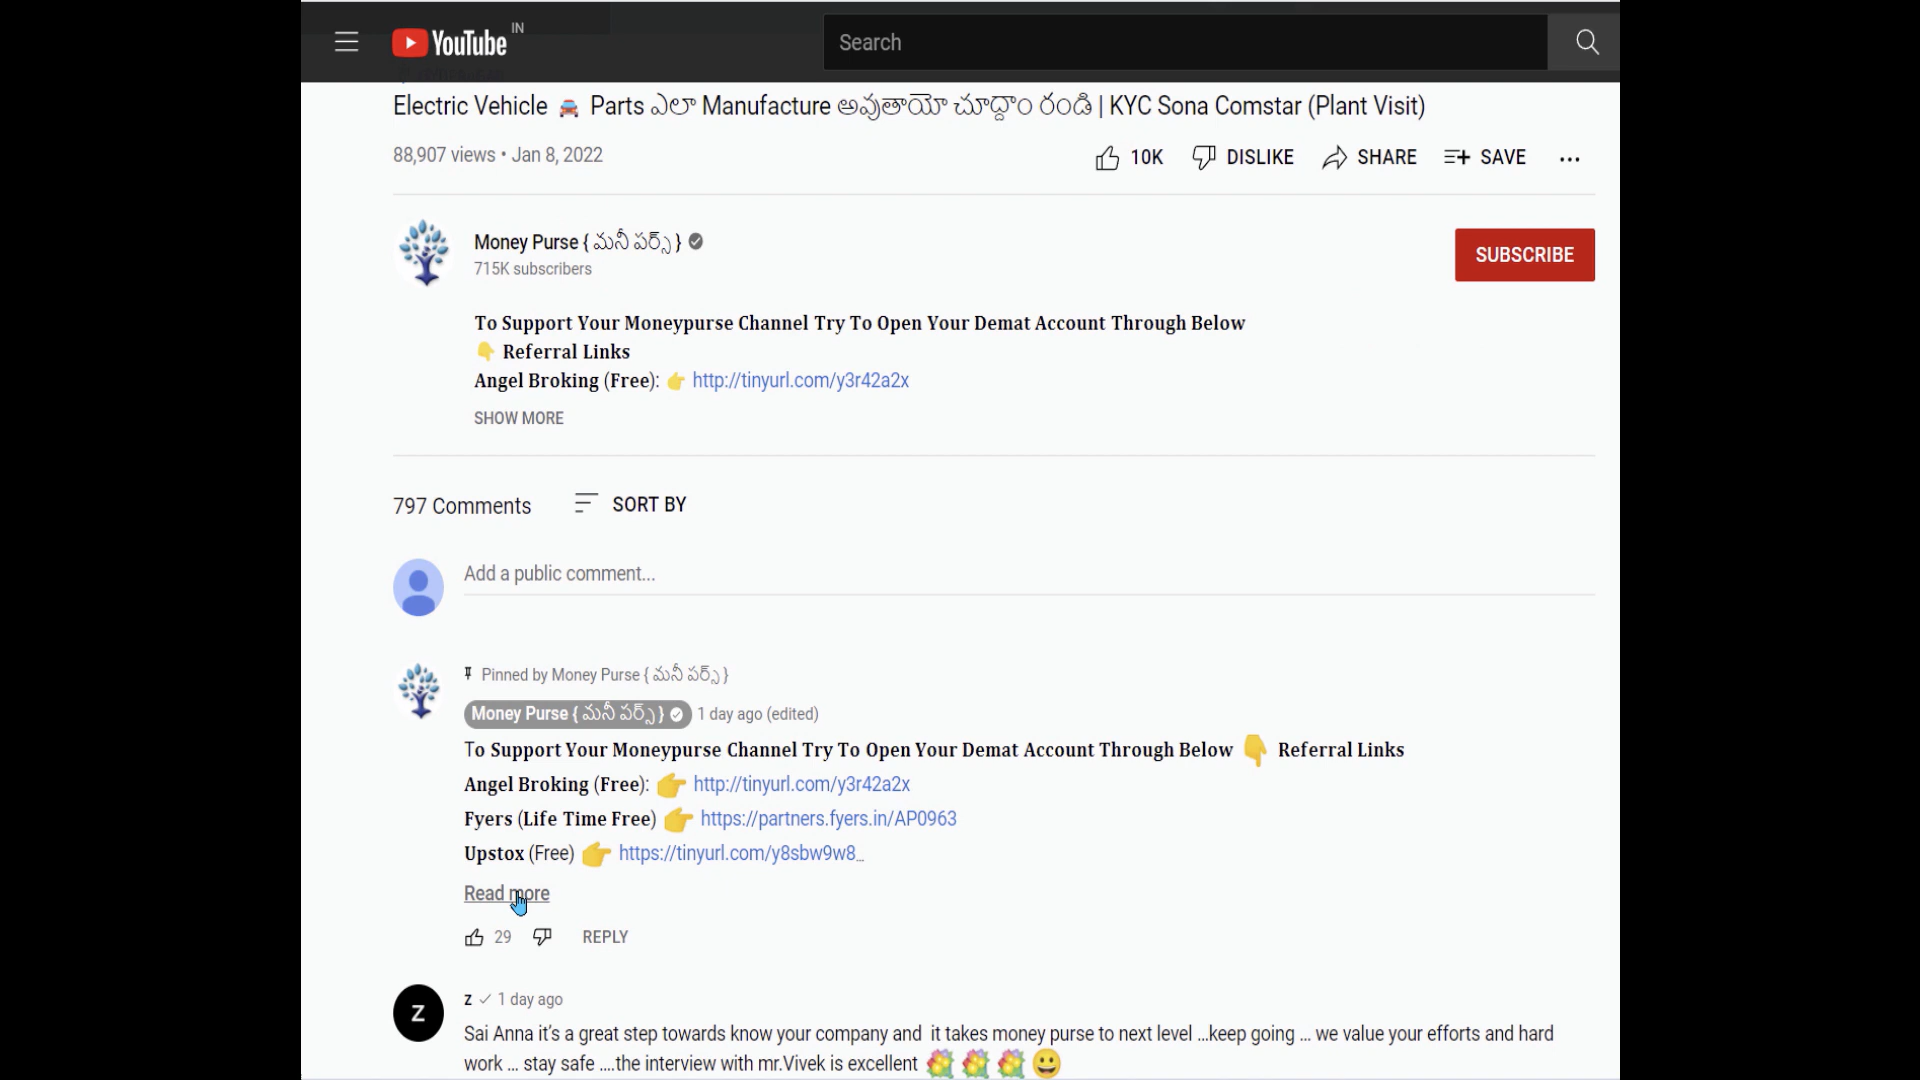 YouTube IN
Search
Electric Vehicle 🚘 Parts ఎలా Manufacture అవుతాయో చూద్దాం రండి | KYC Sona Comstar (Plant Visit)
88,907 views • Jan 8, 2022
10K DISLIKE SHARE SAVE ...
Money Purse { మనీ పర్స్ }
715K subscribers
SUBSCRIBE
To Support Your Moneypurse Channel Try To Open Your Demat Account Through Below
👇 Referral Links
Angel Broking (Free): 👉 http://tinyurl.com/y3r42a2x
SHOW MORE
797 Comments SORT BY
Add a public comment...
Pinned by Money Purse { మనీ పర్స్ }
Money Purse { మనీ పర్స్ } 1 day ago (edited)
To Support Your Moneypurse Channel Try To Open Your Demat Account Through Below 👇 Referral Links
Angel Broking (Free): 👉 http://tinyurl.com/y3r42a2x
Fyers (Life Time Free) 👉 https://partners.fyers.in/AP0963
Upstox (Free) 👉 https://tinyurl.com/y8sbw9w8...
Read more
29 REPLY
Z
z ✓ 1 day ago
Sai Anna it's a great step towards know your company and it takes money purse to next level ...keep going ... we value your efforts and hard
work ... stay safe ....the interview with mr.Vivek is excellent 💐 💐 💐 😀